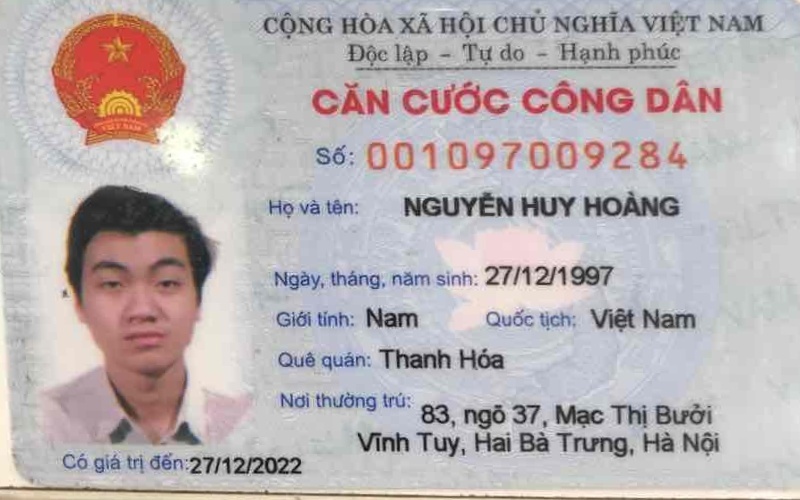 CỘNG HÒA XÃ HỘI CHỦ NGHĨA VIỆT NAM
Độc lập - Tự do - Hạnh phúc
CĂN CƯỚC CÔNG DÂN
Số: 001097009284
Họ và tên: NGUYỄN HUY HOÀNG
Ngày, tháng, năm sinh: 27/12/1997
Giới tính: Nam Quốc tịch: Việt Nam
Quê quán: Thanh Hóa
Nơi thường trú: 83, ngõ 37, Mạc Thị Bưởi
Vĩnh Tuy, Hai Bà Trưng, Hà Nội
Có giá trị đến: 27/12/2022
VIỆT NAM